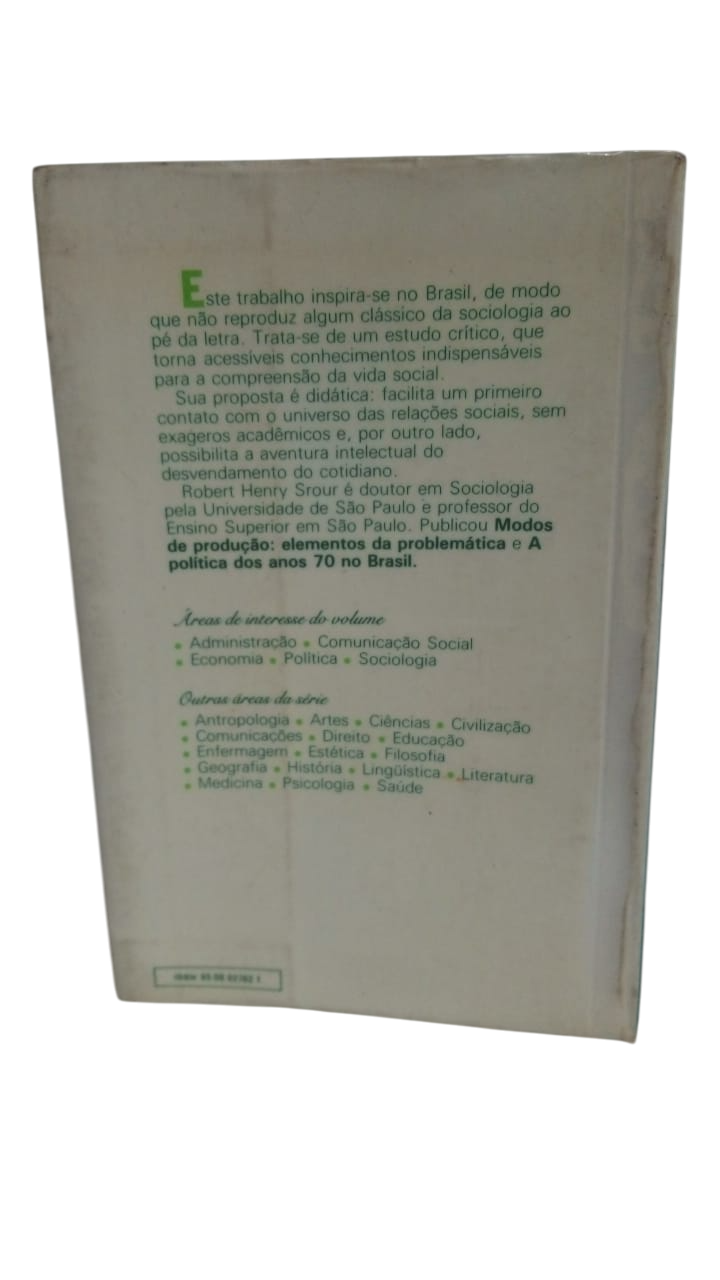 Este trabalho inspira-se no Brasil, de modo
que não reproduz algum clássico da sociologia ao
pé da letra. Trata-se de um estudo crítico, que
torna acessíveis conhecimentos indispensáveis
para a compreensão da vida social.
Sua proposta é didática: facilita um primeiro
contato com o universo das relações sociais, sem
exageros acadêmicos e, por outro lado,
possibilita a aventura intelectual do
desvendamento do cotidiano.
Robert Henry Srour é doutor em Sociologia
pela Universidade de São Paulo e professor do
Ensino Superior em São Paulo. Publicou Modos
de produção: elementos da problemática e A
política dos anos 70 no Brasil.
Áreas de interesse do volume
• Administração • Comunicação Social
• Economia • Política • Sociologia
Outras áreas da série
• Antropologia • Artes • Ciências • Civilização
• Comunicações • Direito • Educação
• Enfermagem • Estética • Filosofia
• Geografia • História • Lingüística • Literatura
• Medicina • Psicologia • Saúde